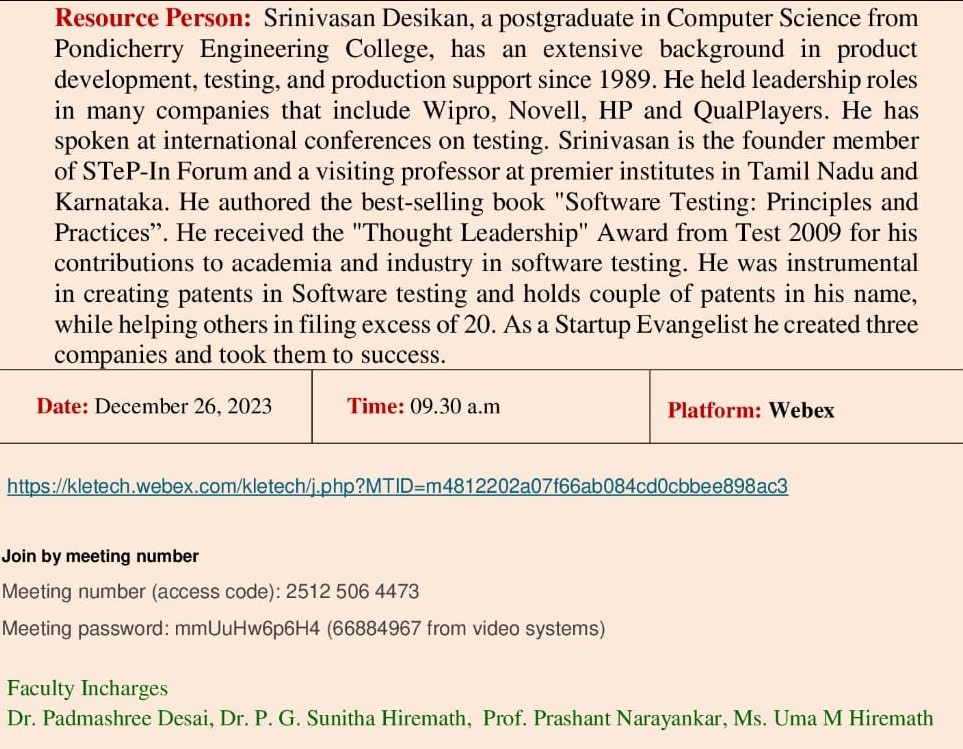 Resource Person: Srinivasan Desikan, a postgraduate in Computer Science from
Pondicherry Engineering College, has an extensive background in product
development, testing, and production support since 1989. He held leadership roles
in many companies that include Wipro, Novell, HP and QualPlayers. He has
spoken at international conferences on testing. Srinivasan is the founder member
of STeP-In Forum and a visiting professor at premier institutes in Tamil Nadu and
Karnataka. He authored the best-selling book "Software Testing: Principles and
Practices”. He received the "Thought Leadership" Award from Test 2009 for his
contributions to academia and industry in software testing. He was instrumental
in creating patents in Software testing and holds couple of patents in his name,
while helping others in filing excess of 20. As a Startup Evangelist he created three
companies and took them to success.
Date: December 26, 2023 Time: 09.30 a.m Platform: Webex
https://kletech.webex.com/kletech/j.php?MTID=m4812202a07f66ab084cd0cbbee898ac3
Join by meeting number
Meeting number (access code): 2512 506 4473
Meeting password: mmUuHw6p6H4 (66884967 from video systems)
Faculty Incharges
Dr. Padmashree Desai, Dr. P. G. Sunitha Hiremath, Prof. Prashant Narayankar, Ms. Uma M Hiremath